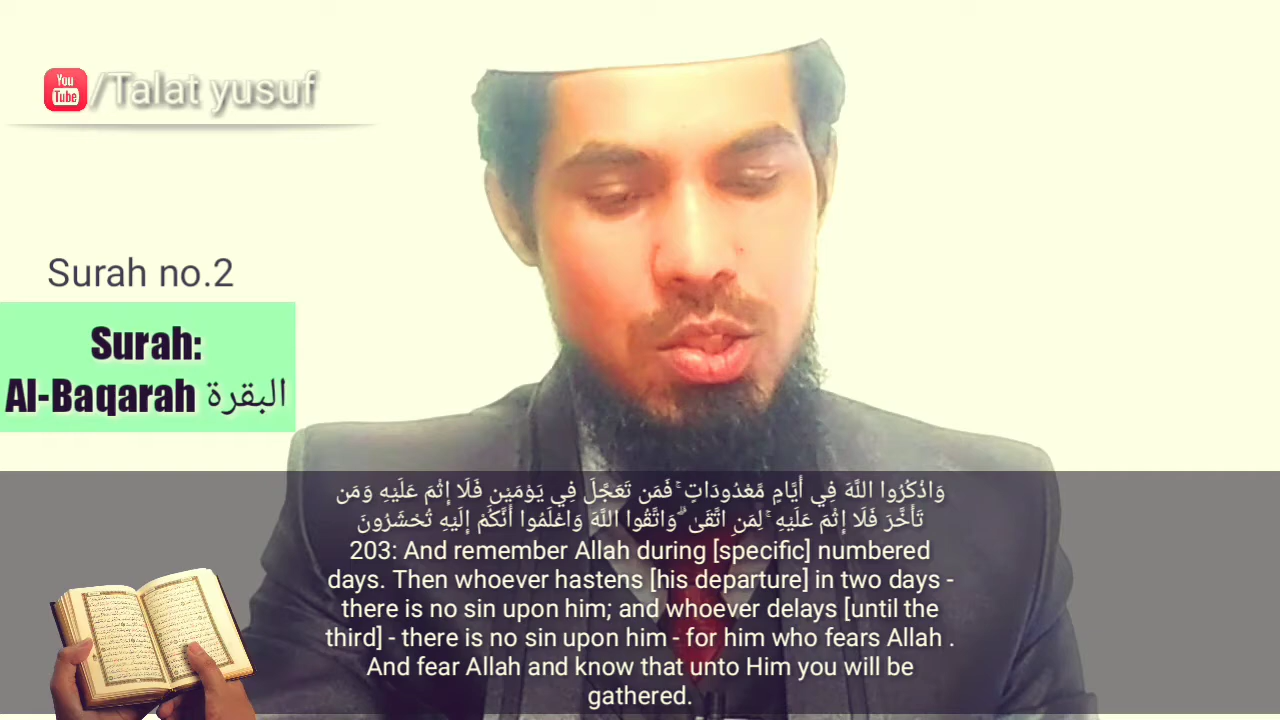 You
Tube
/Talat yusuf
Surah no.2
Surah:
Al-Baqarah البقرة
وَاذْكُرُوا اللَّهَ فِي أَيَّامٍ مَّعْدُودَاتٍ ۚ فَمَن تَعَجَّلَ فِي يَوْمَيْنِ فَلَا إِثْمَ عَلَيْهِ وَمَن
تَأَخَّرَ فَلَا إِثْمَ عَلَيْهِ ۚ لِمَنِ اتَّقَىٰ ۗ وَاتَّقُوا اللَّهَ وَاعْلَمُوا أَنَّكُمْ إِلَيْهِ تُحْشَرُونَ
203: And remember Allah during [specific] numbered
days. Then whoever hastens [his departure] in two days -
there is no sin upon him; and whoever delays [until the
third] - there is no sin upon him - for him who fears Allah .
And fear Allah and know that unto Him you will be
gathered.